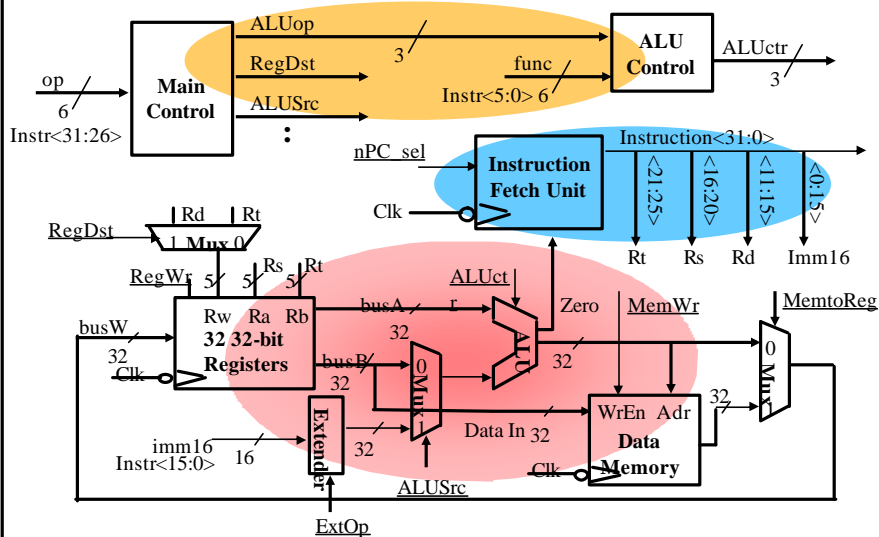 ALUop
3
RegDst
ALUSrc
:
op
6
Instr<31:26>
Main
Control
func
Instr<5:0> 6
ALU
Control
ALUctr
3
nPC_sel
Instruction
Fetch Unit
Clk
Instruction<31:0>
<21:25>
<16:20>
<11:15>
<0:15>
Rt
Rs
Rd
Imm16
Rd
Rt
RegDst
1 Mux 0
RegWr
5
5
Rs
5
Rt
busW
32
Clk
Rw
Ra
Rb
32 32-bit
Registers
busA
32
busB
32
ALUct
r
ALU
Zero
32
0
Mux
1
ALUSrc
imm16
Instr<15:0>
16
Extender
32
ExtOp
Data In
32
MemWr
WrEn
Adr
Data
Memory
Clk
32
MemtoReg
0
Mux
1